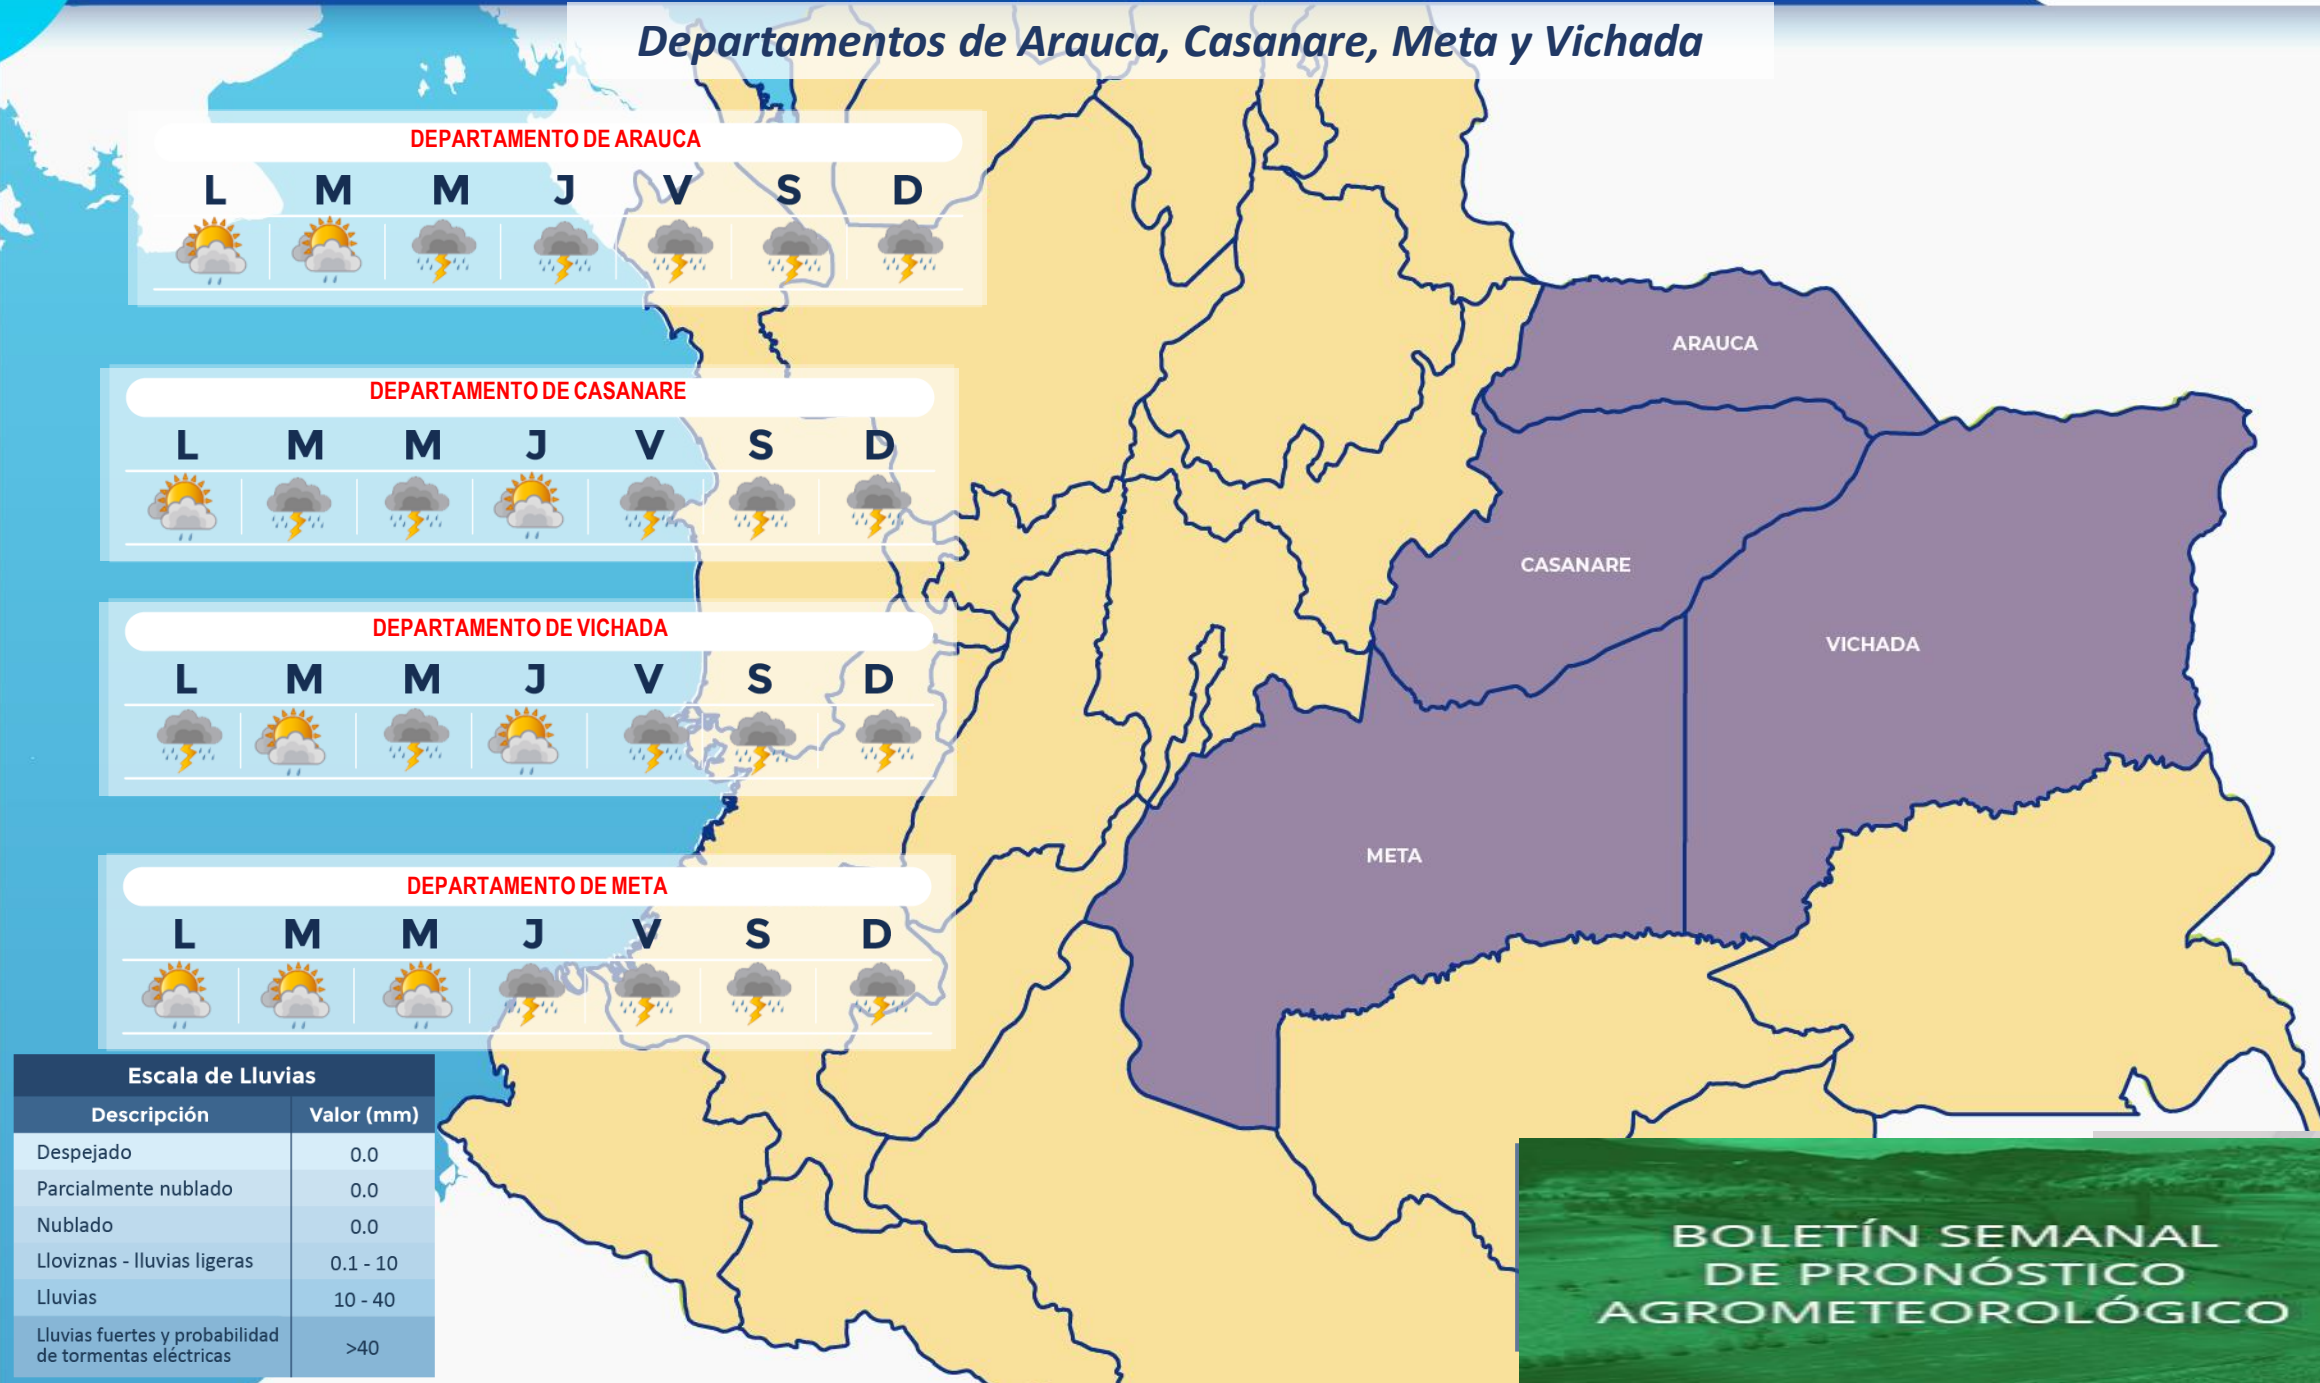 Departamentos de Arauca, Casanare, Meta y Vichada
DEPARTAMENTO DE ARAUCA
L M M J V S D
DEPARTAMENTO DE CASANARE
L M M J V S D
DEPARTAMENTO DE VICHADA
L M M J V S D
DEPARTAMENTO DE META
L M M J V S D
ARAUCA
CASANARE
VICHADA
META
Escala de Lluvias
Descripción Valor (mm)
Despejado 0.0
Parcialmente nublado 0.0
Nublado 0.0
Lloviznas - lluvias ligeras 0.1 - 10
Lluvias 10 - 40
Lluvias fuertes y probabilidad
de tormentas eléctricas >40
BOLETÍN SEMANAL
DE PRONÓSTICO
AGROMETEOROLÓGICO